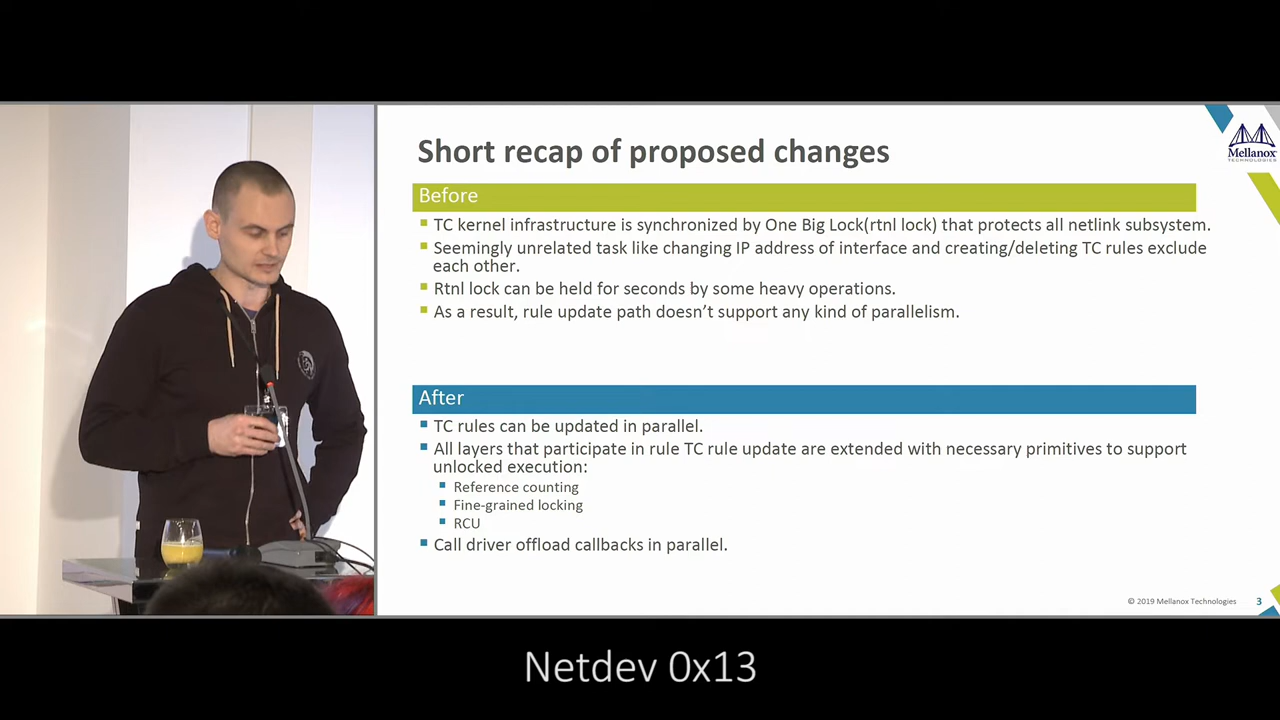 Short recap of proposed changes
Mellanox
TECHNOLOGIES
Before
TC kernel infrastructure is synchronized by One Big Lock(rtnl lock) that protects all netlink subsystem.
Seemingly unrelated task like changing IP address of interface and creating/deleting TC rules exclude
each other.
Rtnl lock can be held for seconds by some heavy operations.
As a result, rule update path doesn't support any kind of parallelism.
After
TC rules can be updated in parallel.
All layers that participate in rule TC rule update are extended with necessary primitives to support
unlocked execution:
Reference counting
Fine-grained locking
RCU
Call driver offload callbacks in parallel.
© 2019 Mellanox Technologies 3
Netdev 0x13